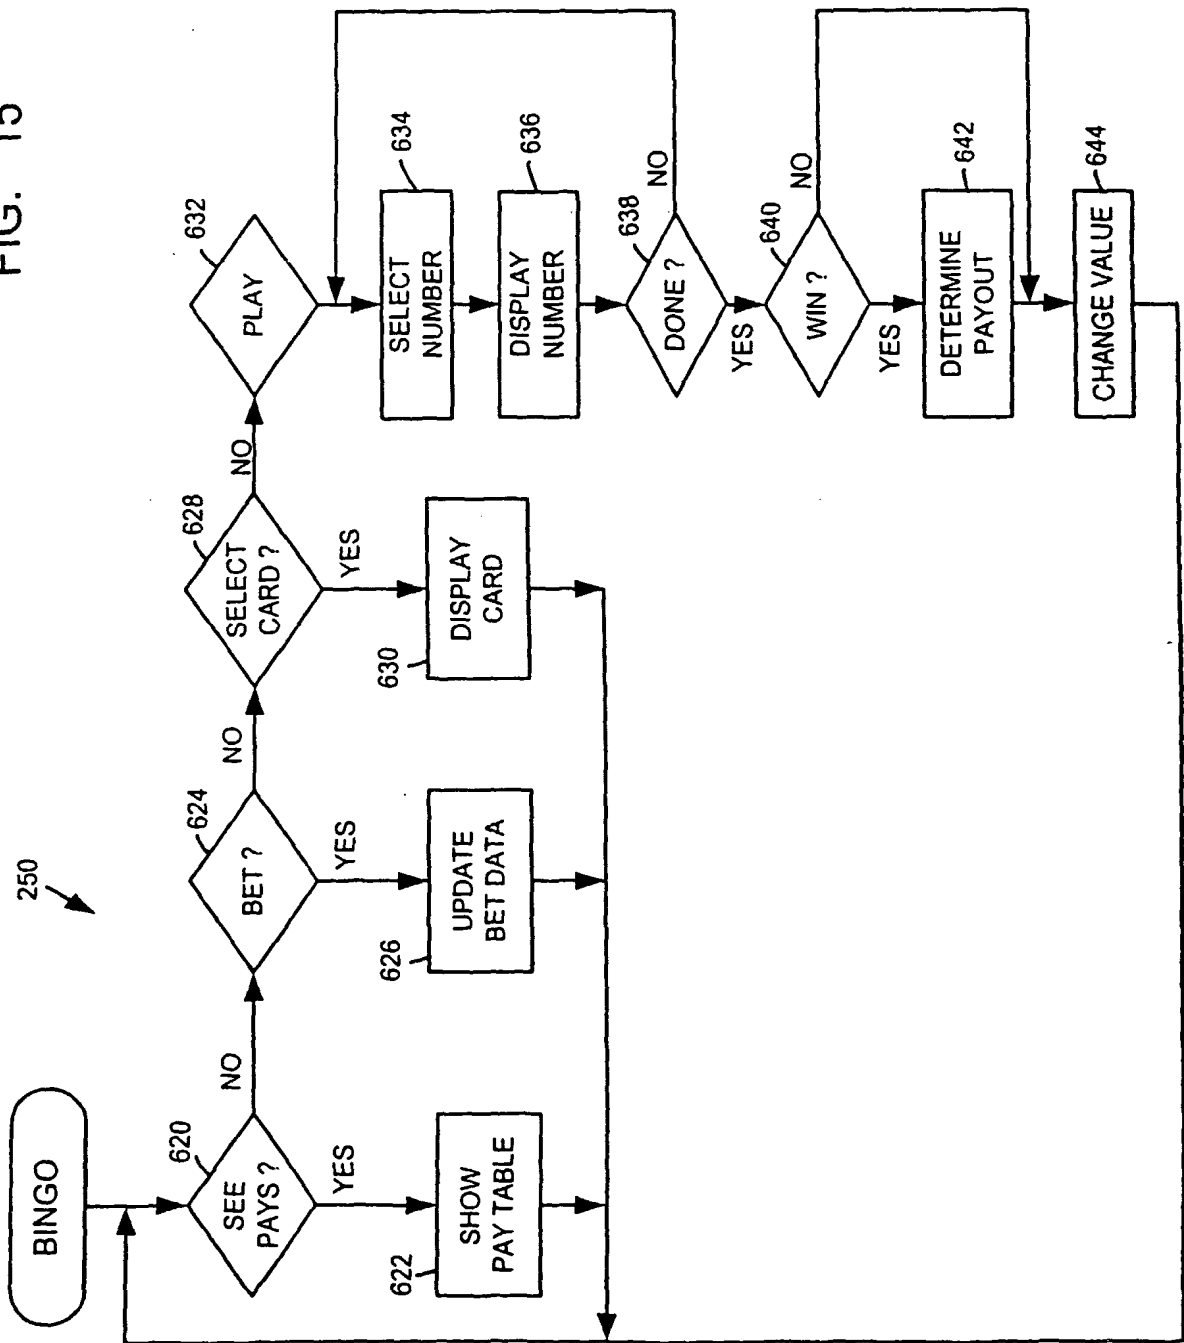 FIG. 15
250
BINGO
620
SEE
PAYS ?
NO
YES
622
SHOW
PAY TABLE
624
BET ?
NO
YES
626
UPDATE
BET DATA
628
SELECT
CARD ?
NO
YES
630
DISPLAY
CARD
632
PLAY
634
SELECT
NUMBER
636
DISPLAY
NUMBER
638
DONE ?
NO
YES
640
WIN ?
NO
YES
642
DETERMINE
PAYOUT
644
CHANGE VALUE